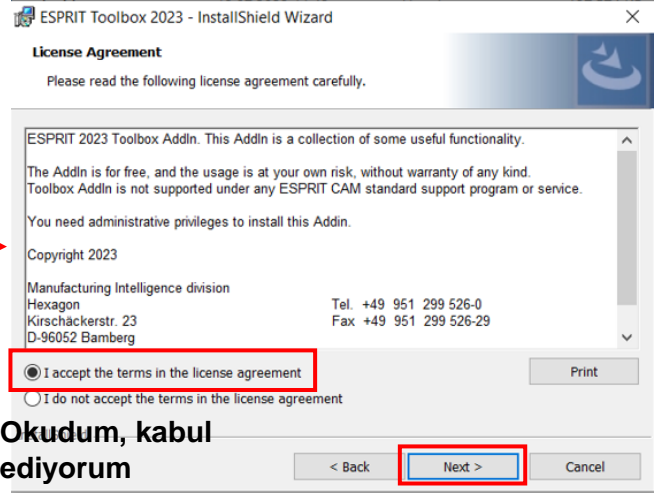 ESPRIT Toolbox 2023 - InstallShield Wizard
License Agreement
Please read the following license agreement carefully.
ESPRIT 2023 Toolbox AddIn. This AddIn is a collection of some useful functionality.
The AddIn is for free, and the usage is at your own risk, without warranty of any kind.
Toolbox AddIn is not supported under any ESPRIT CAM standard support program or service.
You need administrative privileges to install this Addin.
Copyright 2023
Manufacturing Intelligence division
Hexagon Tel. +49 951 299 526-0
Kirschäckerstr. 23 Fax +49 951 299 526-29
D-96052 Bamberg
I accept the terms in the license agreement
Print
I do not accept the terms in the license agreement
Okudum, kabul
ediyorum
< Back Next > Cancel